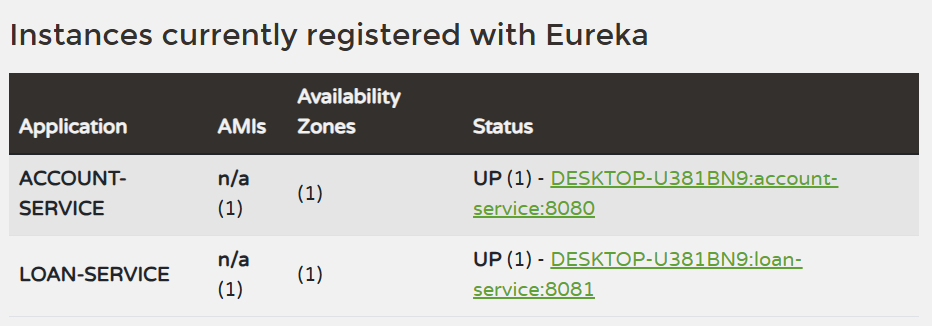 Instances currently registered with Eureka
Availability
Application AMIs Zones Status
ACCOUNT- n/a UP (1) - DESKTOP-U381BN9:account-
SERVICE (1) (1) service:8080
LOAN-SERVICE n/a (1) UP (1) - DESKTOP-U381BN9:loan-
(1) service:8081